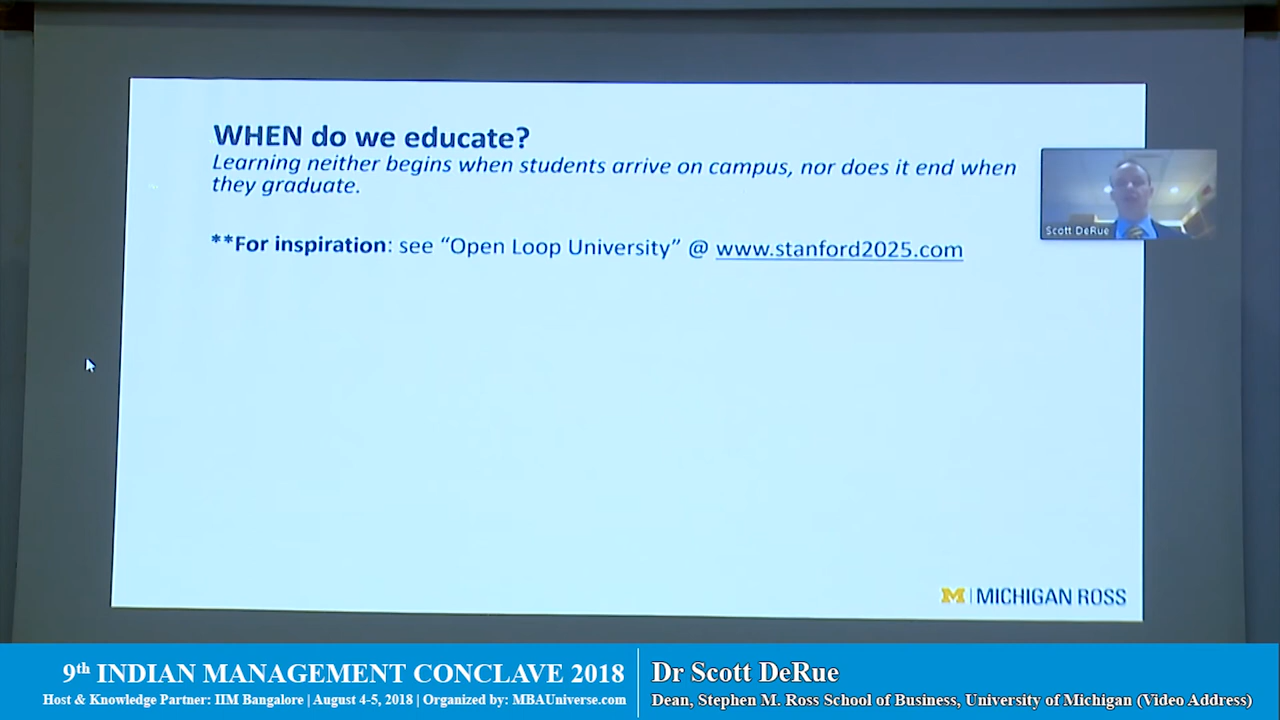 WHEN do we educate?
Learning neither begins when students arrive on campus, nor does it end when
they graduate.
**For inspiration: see “Open Loop University” @ www.stanford2025.com
Scott DeRue
M | MICHIGAN ROSS
9th INDIAN MANAGEMENT CONCLAVE 2018
Host & Knowledge Partner: IIM Bangalore | August 4-5, 2018 | Organized by: MBAUniverse.com
Dr Scott DeRue
Dean, Stephen M. Ross School of Business, University of Michigan (Video Address)